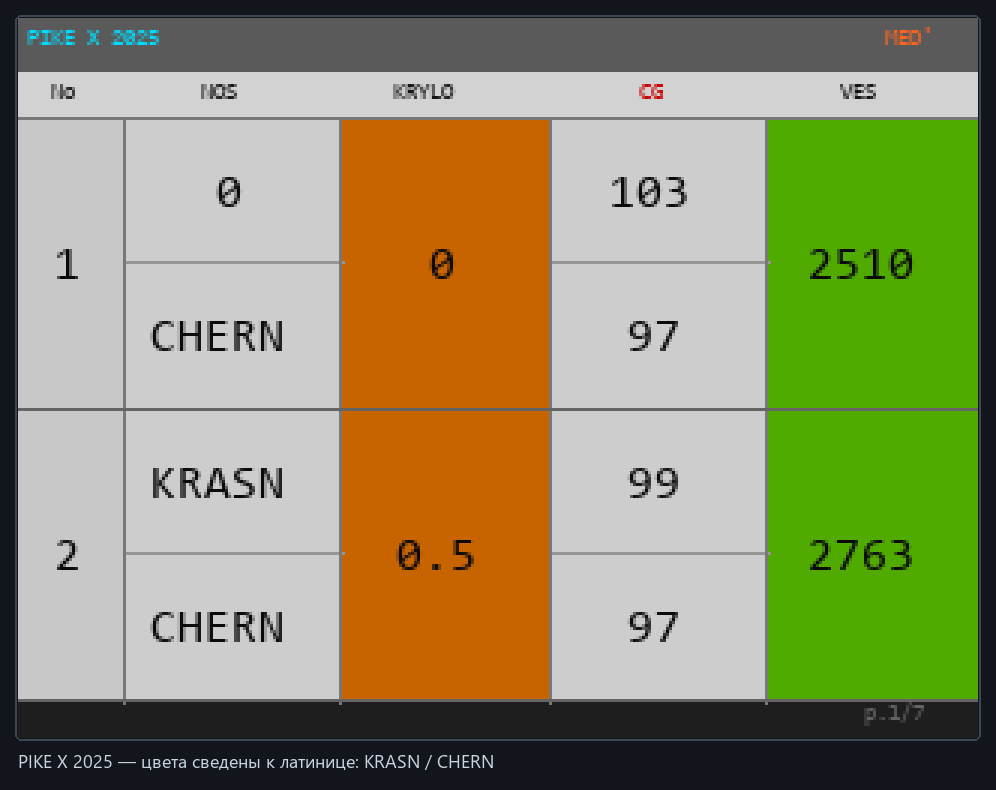 PIKE X 2025 MED'
No NOS KRYLO CG VES
0 103
1 0 2510
CHERN 97
KRASN 99
2 0.5 2763
CHERN 97
p.1/7
PIKE X 2025 — цвета сведены к латинице: KRASN / CHERN